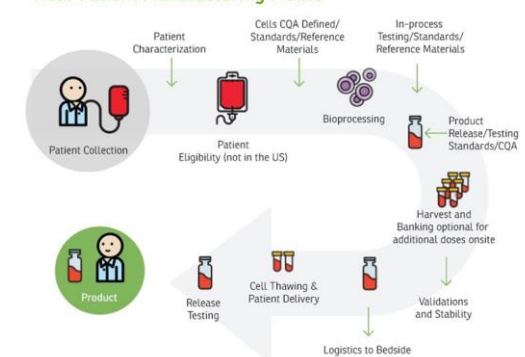 Patient
Characterization
Cells CQA Defined/
Standards/Reference
Materials
In-process
Testing/Standards/
Reference Materials
Patient Collection
Patient
Eligibility (not in the US)
Bioprocessing
Product
Release/Testing
Standards/CQA
Harvest and
Banking optional for
additional doses onsite
Product
Release
Testing
Cell Thawing &
Patient Delivery
Validations
and Stability
Logistics to Bedside